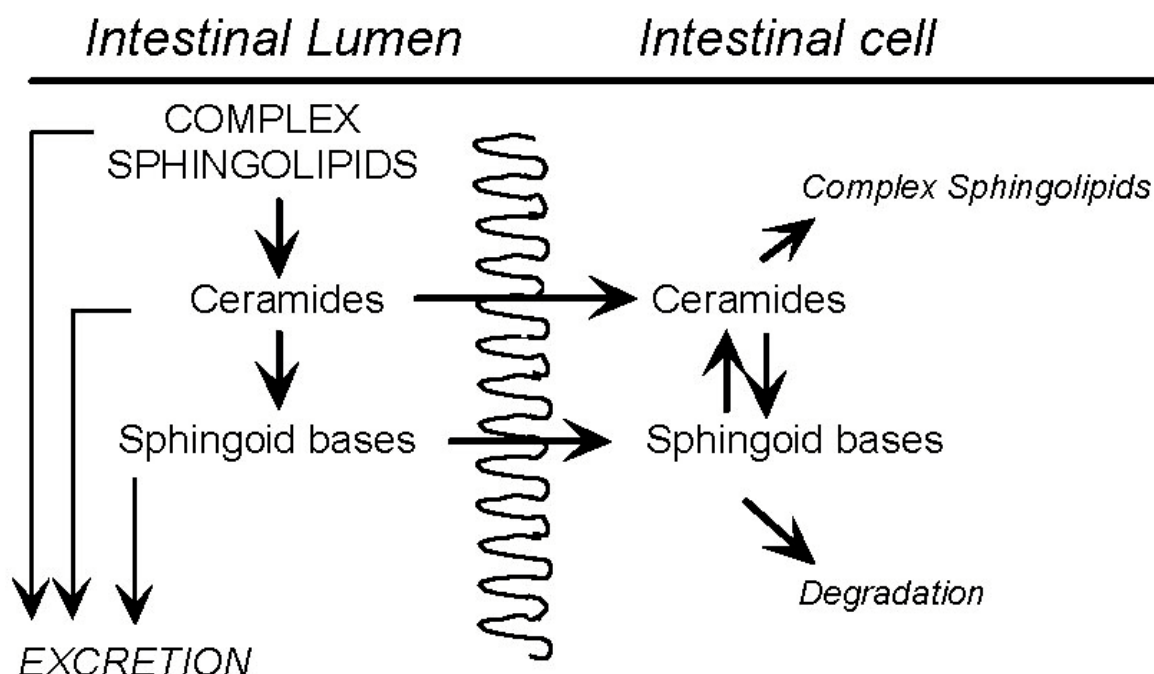 Intestinal Lumen
Intestinal cell
COMPLEX
SPHINGOLIPIDS
Complex Sphingolipids
Ceramides
Ceramides
Sphingoid bases
Sphingoid bases
Degradation
EXCRETION